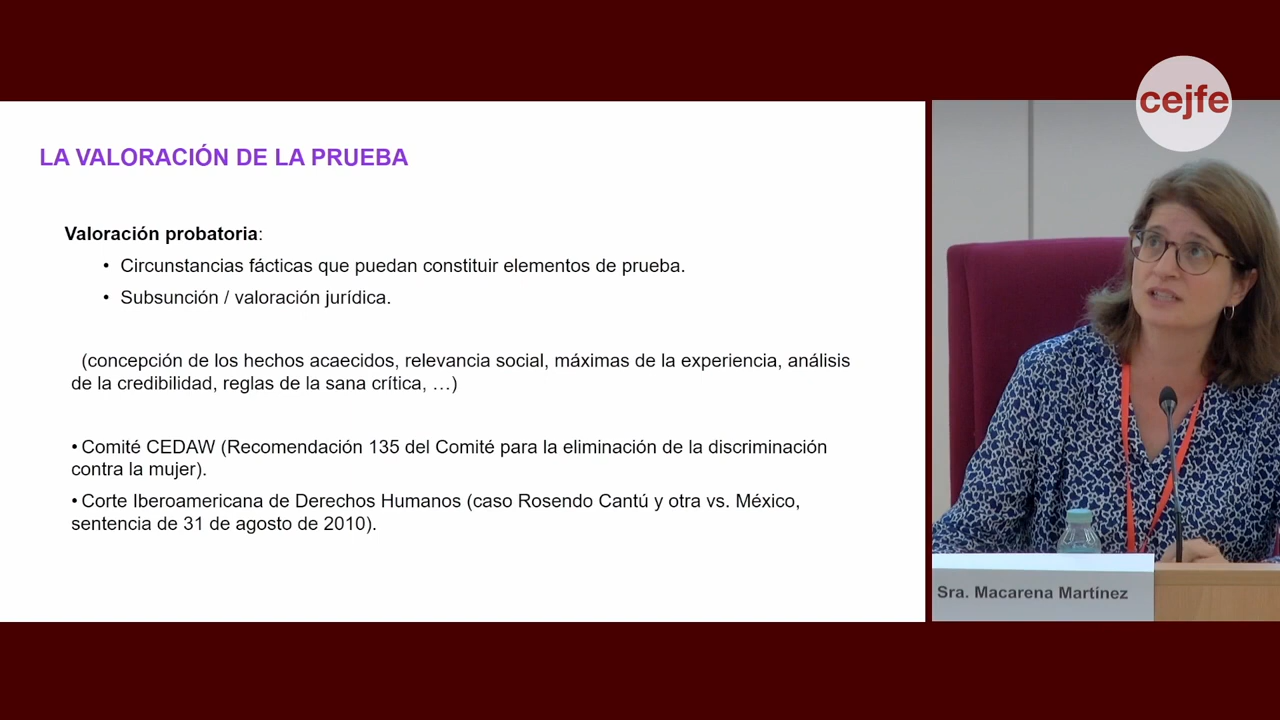 cejfe
LA VALORACIÓN DE LA PRUEBA
Valoración probatoria:
• Circunstancias fácticas que puedan constituir elementos de prueba.
• Subsunción / valoración jurídica.
(concepción de los hechos acaecidos, relevancia social, máximas de la experiencia, análisis
de la credibilidad, reglas de la sana crítica, …)
• Comité CEDAW (Recomendación 135 del Comité para la eliminación de la discriminación
contra la mujer).
• Corte Iberoamericana de Derechos Humanos (caso Rosendo Cantú y otra vs. México,
sentencia de 31 de agosto de 2010).
Sra. Macarena Martínez